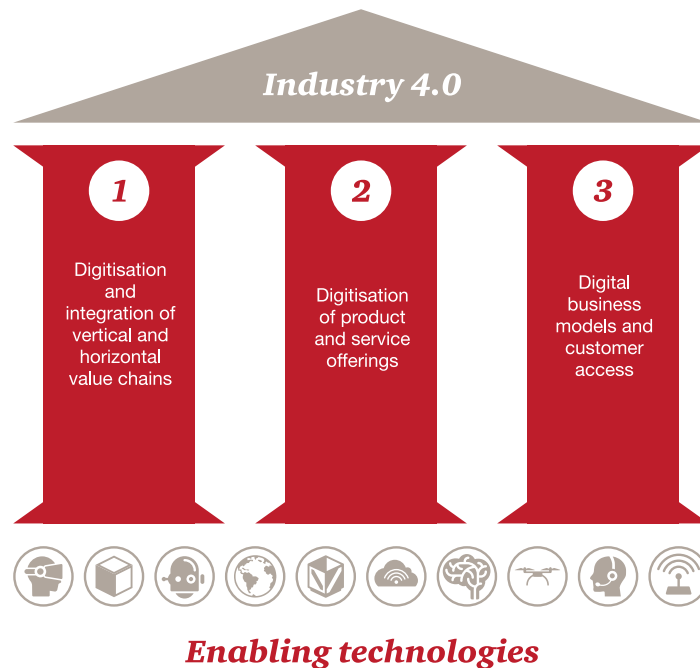 Industry 4.0
1
Digitisation
and
integration of
vertical and
horizontal
value chains
2
Digitisation
of product
and service
offerings
3
Digital
business
models and
customer
access
Enabling technologies